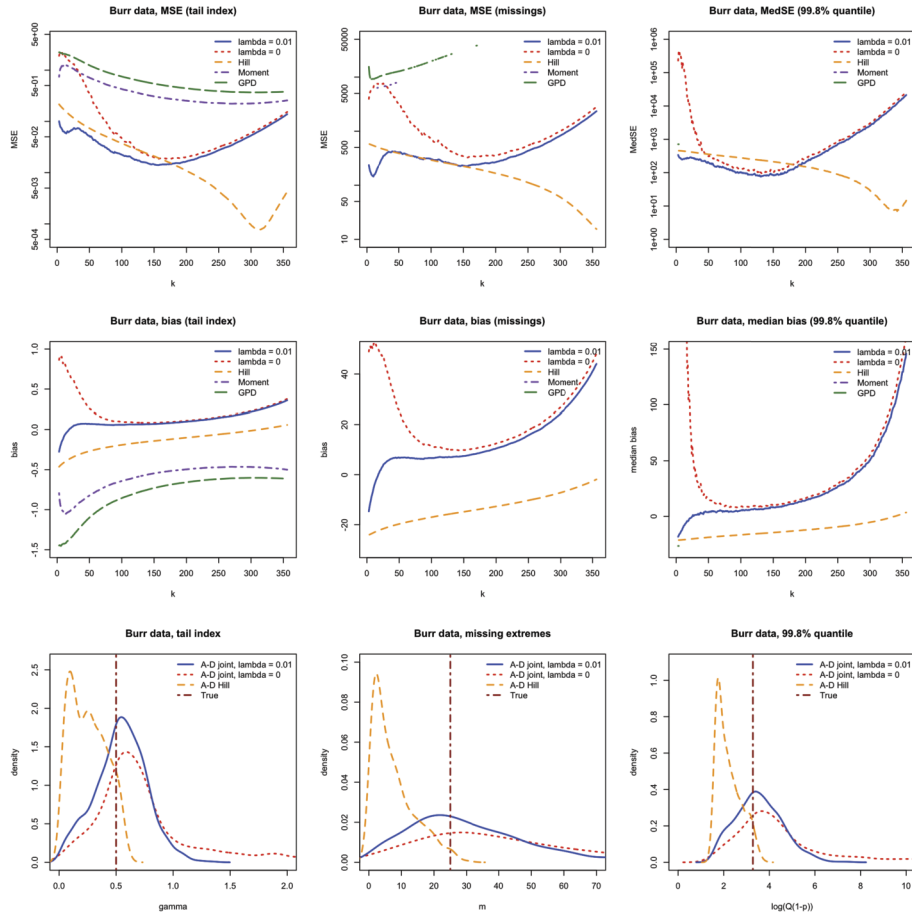 Burr data, MSE (tail index)
5e+00
5e-01
5e-02
5e-03
5e-04
MSE
lambda = 0.01
lambda = 0
Hill
Moment
GPD
0 50 100 150 200 250 300 350
k
Burr data, MSE (missings)
50000
5000
500
50
10
MSE
lambda = 0.01
lambda = 0
Hill
Moment
GPD
0 50 100 150 200 250 300 350
k
Burr data, MedSE (99.8% quantile)
1e+06
1e+05
1e+04
1e+03
1e+02
1e+01
1e+00
MedSE
lambda = 0.01
lambda = 0
Hill
Moment
GPD
0 50 100 150 200 250 300 350
k
Burr data, bias (tail index)
1.0
0.5
0.0
-0.5
-1.0
-1.5
bias
lambda = 0.01
lambda = 0
Hill
Moment
GPD
0 50 100 150 200 250 300 350
k
Burr data, bias (missings)
40
20
0
-20
bias
lambda = 0.01
lambda = 0
Hill
Moment
GPD
0 50 100 150 200 250 300 350
k
Burr data, median bias (99.8% quantile)
150
100
50
0
median bias
lambda = 0.01
lambda = 0
Hill
Moment
GPD
0 50 100 150 200 250 300 350
k
Burr data, tail index
2.5
2.0
1.5
1.0
0.5
0.0
density
A-D joint, lambda = 0.01
A-D joint, lambda = 0
A-D Hill
True
0.0 0.5 1.0 1.5 2.0
gamma
Burr data, missing extremes
0.10
0.08
0.06
0.04
0.02
0.00
density
A-D joint, lambda = 0.01
A-D joint, lambda = 0
A-D Hill
True
0 10 20 30 40 50 60 70
m
Burr data, 99.8% quantile
1.0
0.8
0.6
0.4
0.2
0.0
density
A-D joint, lambda = 0.01
A-D joint, lambda = 0
A-D Hill
True
0 2 4 6 8 10
log(Q(1-p))